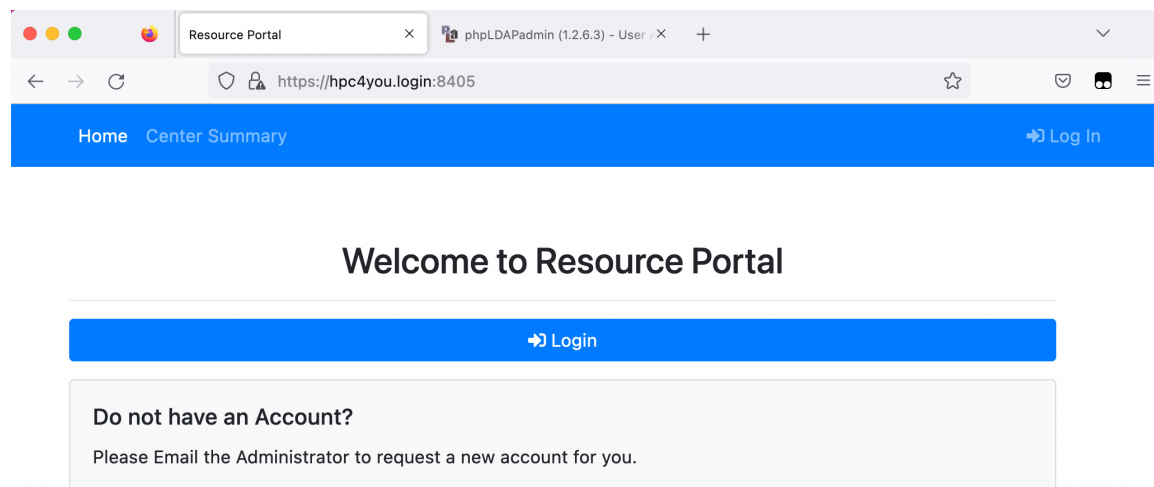 Resource Portal
phpLDAPadmin (1.2.6.3) - User
https://hpc4you.login:8405
Home Center Summary Log In
Welcome to Resource Portal
Login
Do not have an Account?
Please Email the Administrator to request a new account for you.